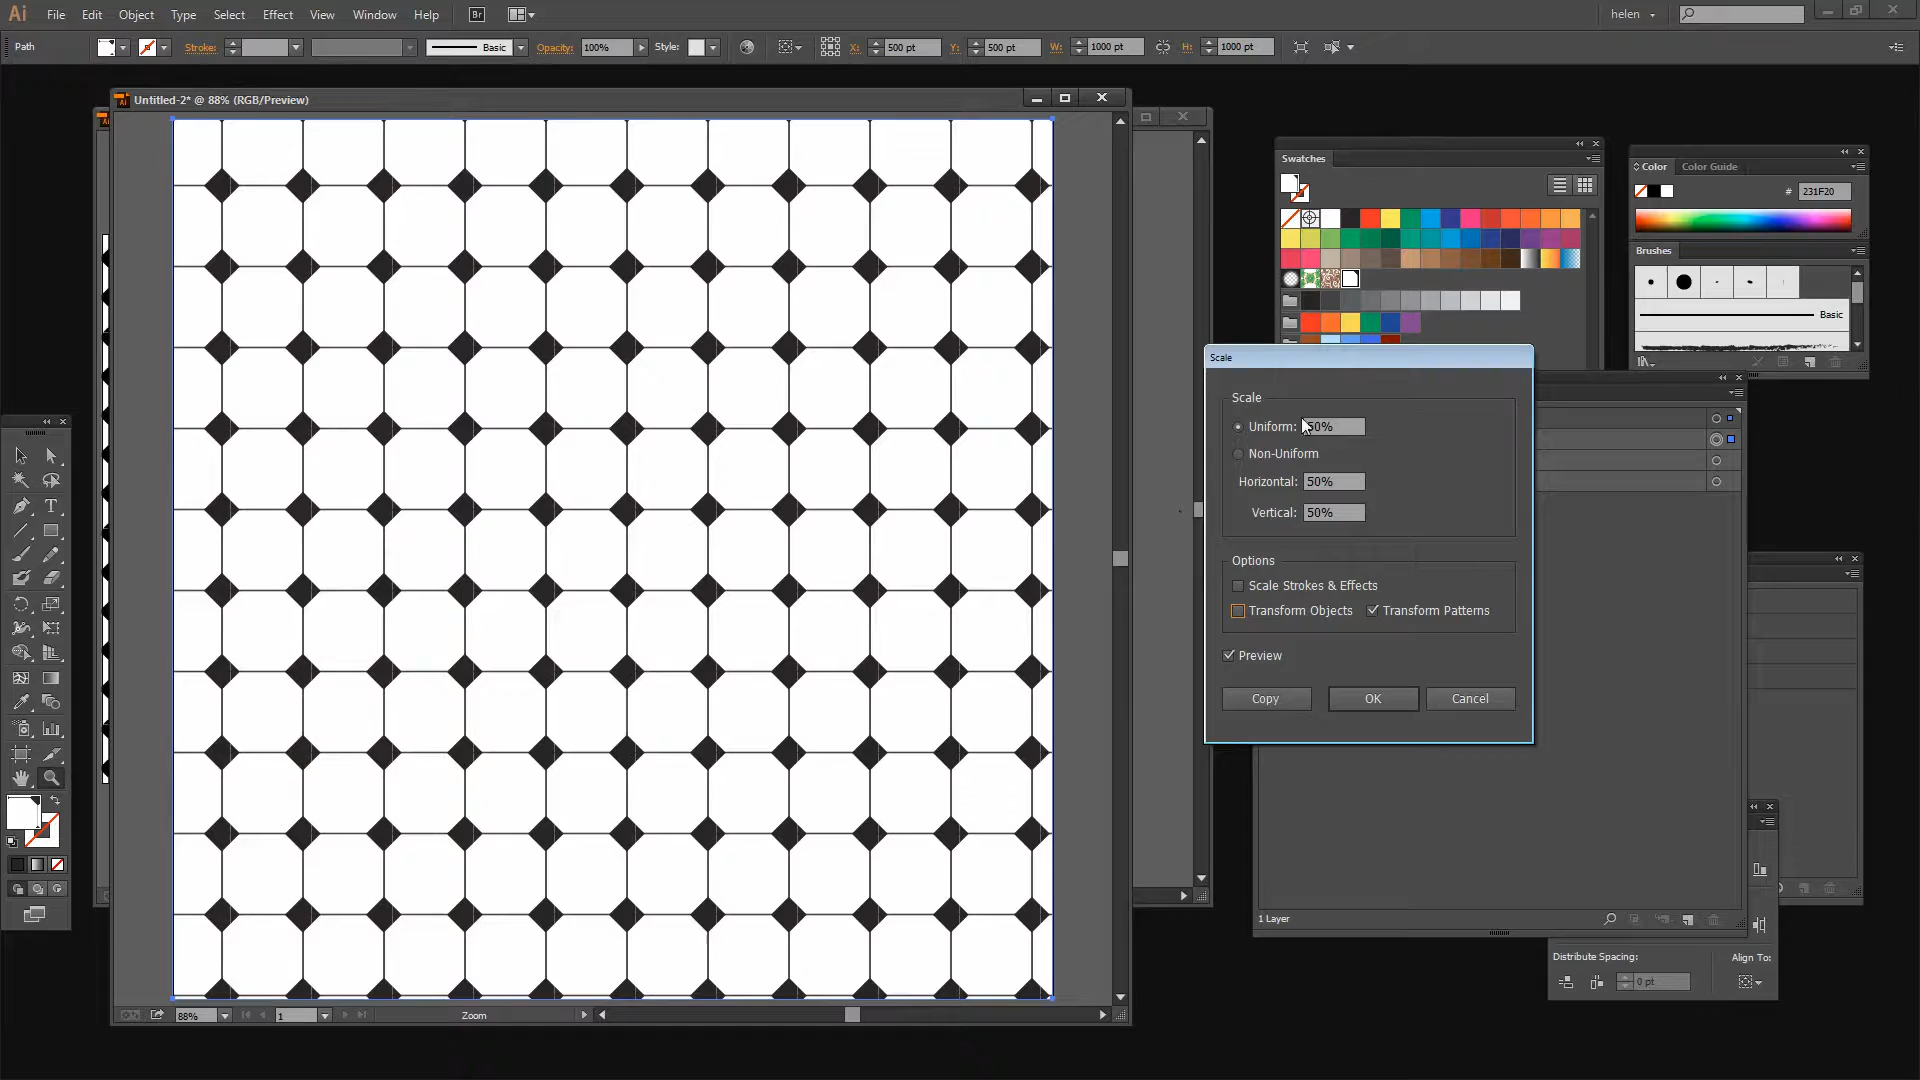 Ai File Edit Object Type Select Effect View Window Help Br helen
Path Stroke: Basic Opacity: 100% Style: X: 500 pt Y: 500 pt W: 1000 pt H: 1000 pt
Untitled-2* @ 88% (RGB/Preview)
Swatches
Color Color Guide
# 231F20
Brushes
Basic
Scale
Scale
Uniform: 50%
Non-Uniform
Horizontal: 50%
Vertical: 50%
Options
Scale Strokes & Effects
Transform Objects Transform Patterns
Preview
Copy OK Cancel
1 Layer
Distribute Spacing: Align To:
0 pt
88% 1 Zoom